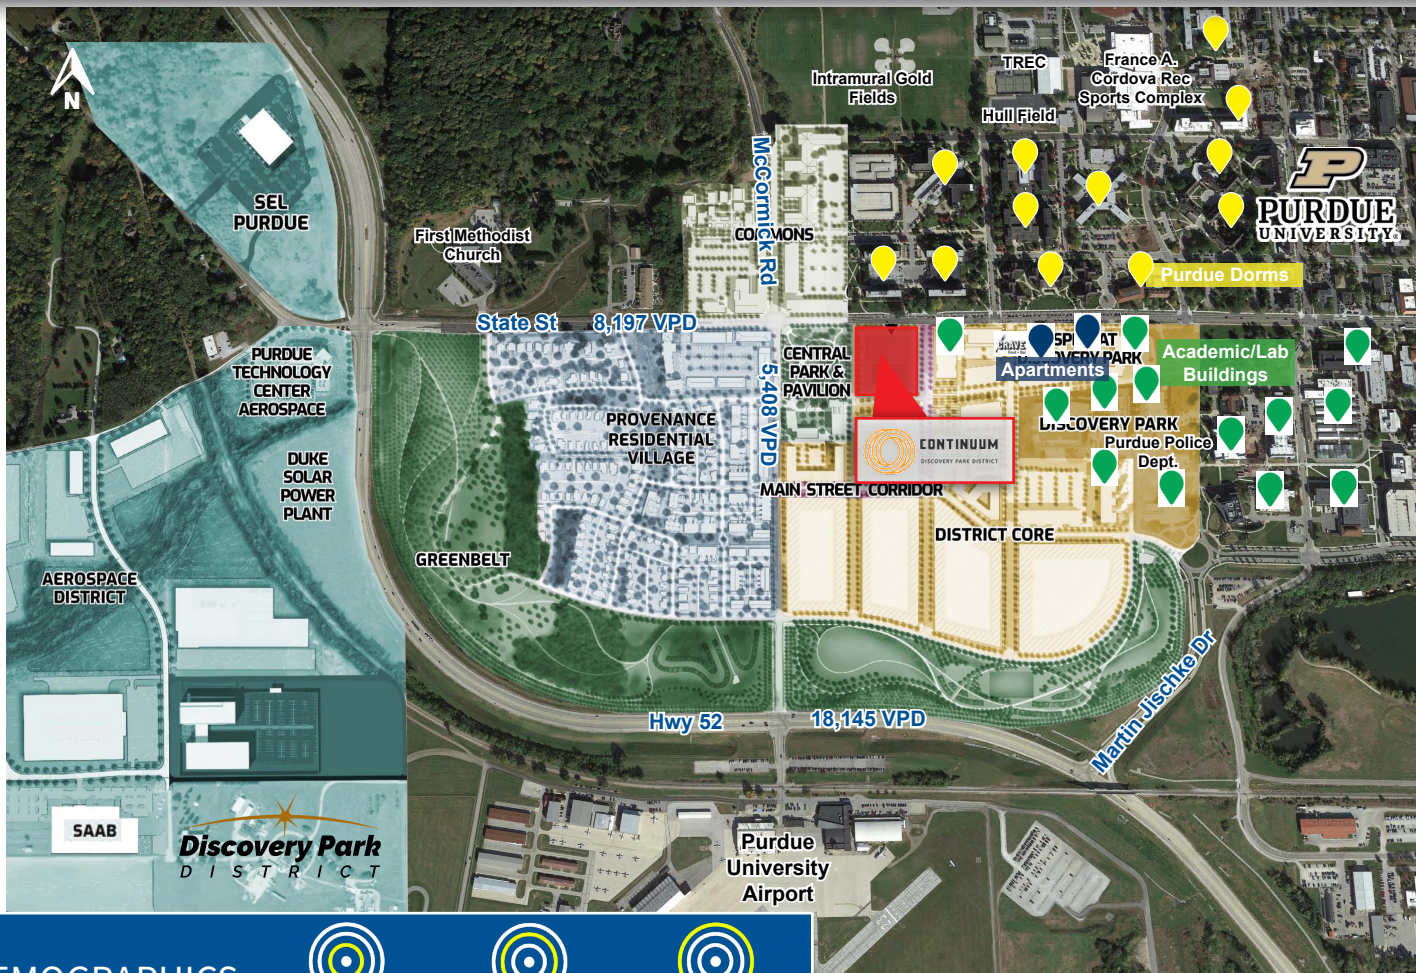 N
SEL
PURDUE
First Methodist
Church
Intramural Gold
Fields
TREC
France A.
Cordova Rec
Sports Complex
Hull Field
McCormick Rd
COMMONS
P
PURDUE
UNIVERSITY®
Purdue Dorms
State St
8,197 VPD
PURDUE
TECHNOLOGY
CENTER
AEROSPACE
CENTRAL
PARK &
PAVILION
5,408 VPD
Apartments
DISCOVERY PARK
Academic/Lab
Buildings
PROVENANCE
RESIDENTIAL
VILLAGE
CONTINUUM
DISCOVERY PARK DISTRICT
DISCOVERY PARK
Purdue Police
Dept.
DUKE
SOLAR
POWER
PLANT
MAIN STREET CORRIDOR
DISTRICT CORE
GREENBELT
AEROSPACE
DISTRICT
Hwy 52
18,145 VPD
Martin Jischke Dr
SAAB
Discovery Park
DISTRICT
Purdue
University
Airport